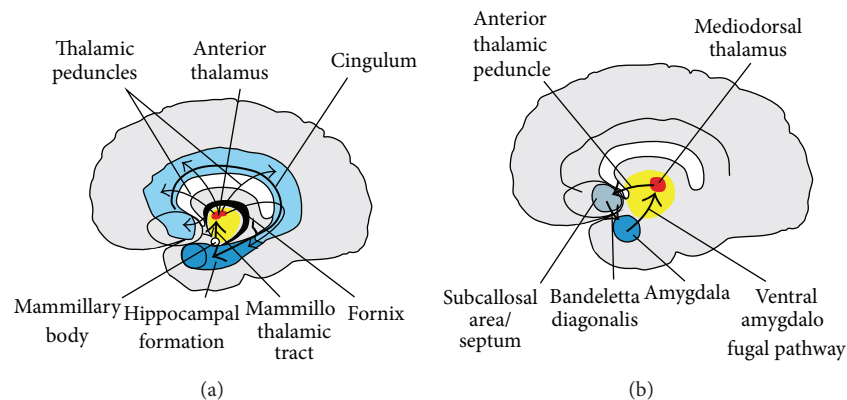 Thalamic
peduncles
Anterior
thalamus
Cingulum
Mammillary
body
Hippocampal
formation
Mammillo
thalamic
tract
Fornix
(a)
Anterior
thalamic
peduncle
Mediodorsal
thalamus
Subcallosal
area/
septum
Bandeletta
diagonalis
Amygdala
Ventral
amygdalo
fugal pathway
(b)